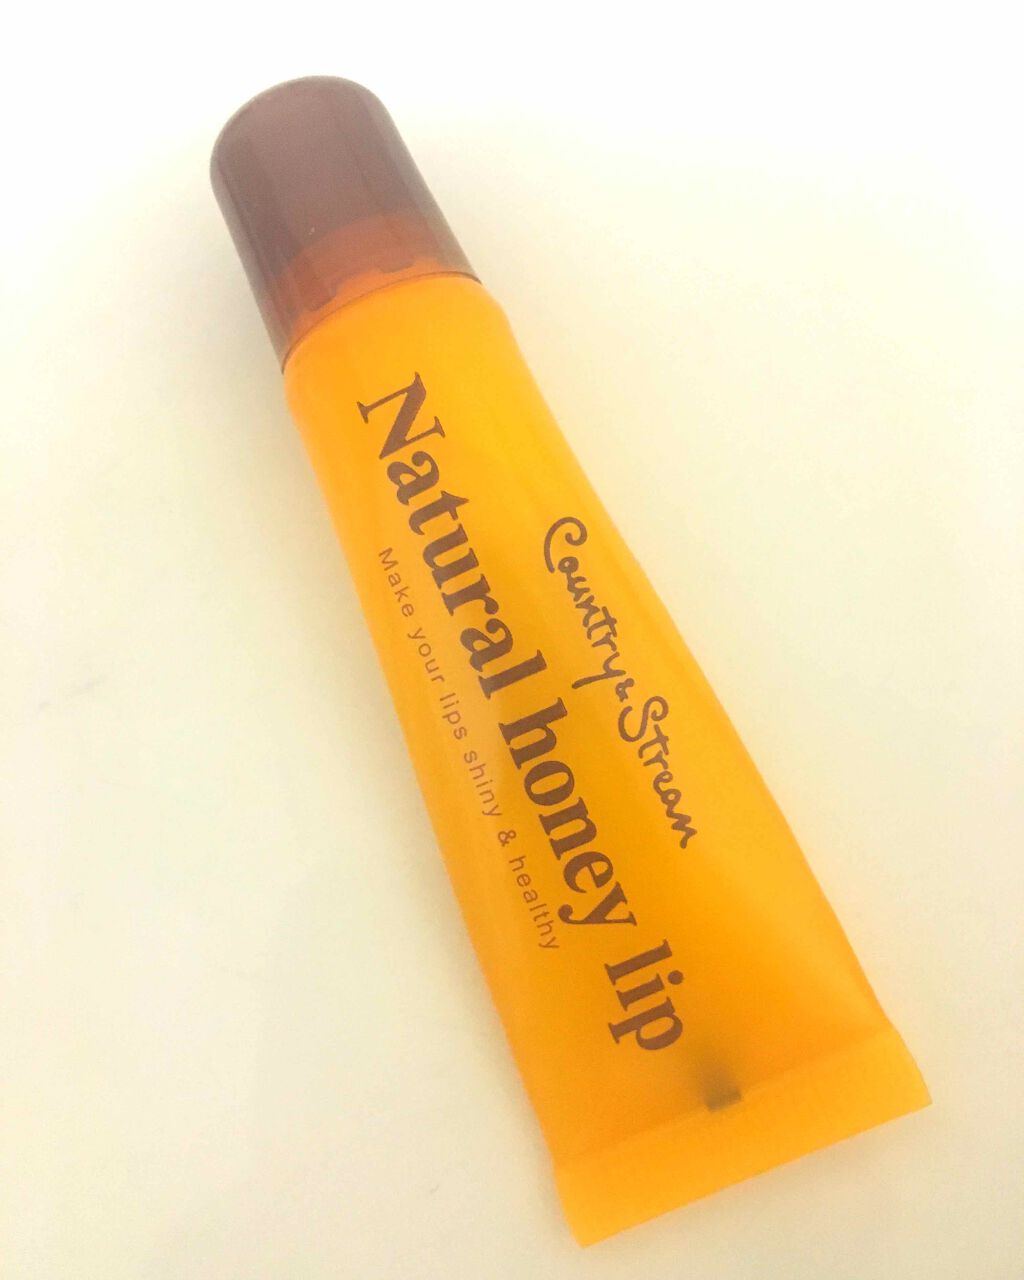 Country & Stream
Natural honey lip
Make your lips shiny & healthy